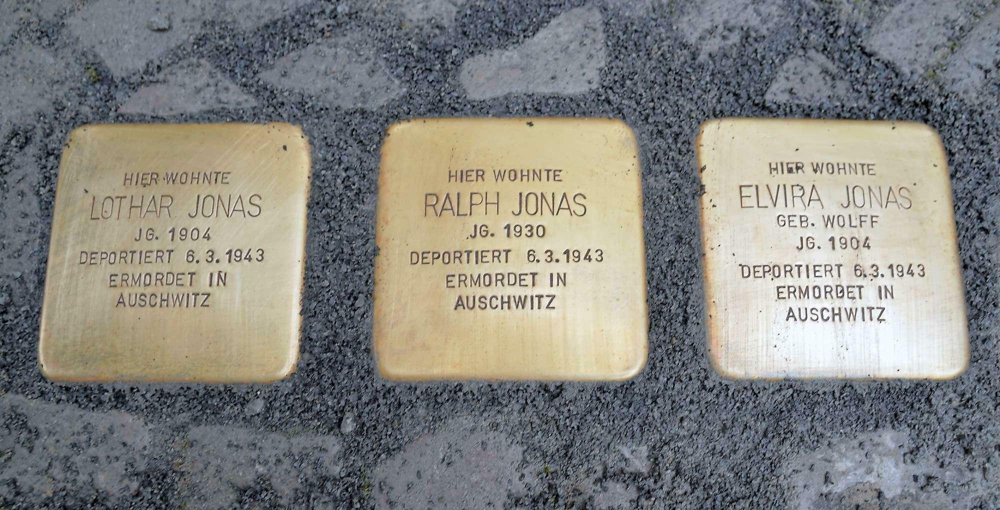 HIER WOHNTE
LOTHAR JONAS
JG. 1904
DEPORTIERT 6.3.1943
ERMORDET IN
AUSCHWITZ
HIER WOHNTE
RALPH JONAS
JG. 1930
DEPORTIERT 6.3.1943
ERMORDET IN
AUSCHWITZ
HIER WOHNTE
ELVIRA JONAS
GEB. WOLFF
JG. 1904
DEPORTIERT 6.3.1943
ERMORDET IN
AUSCHWITZ